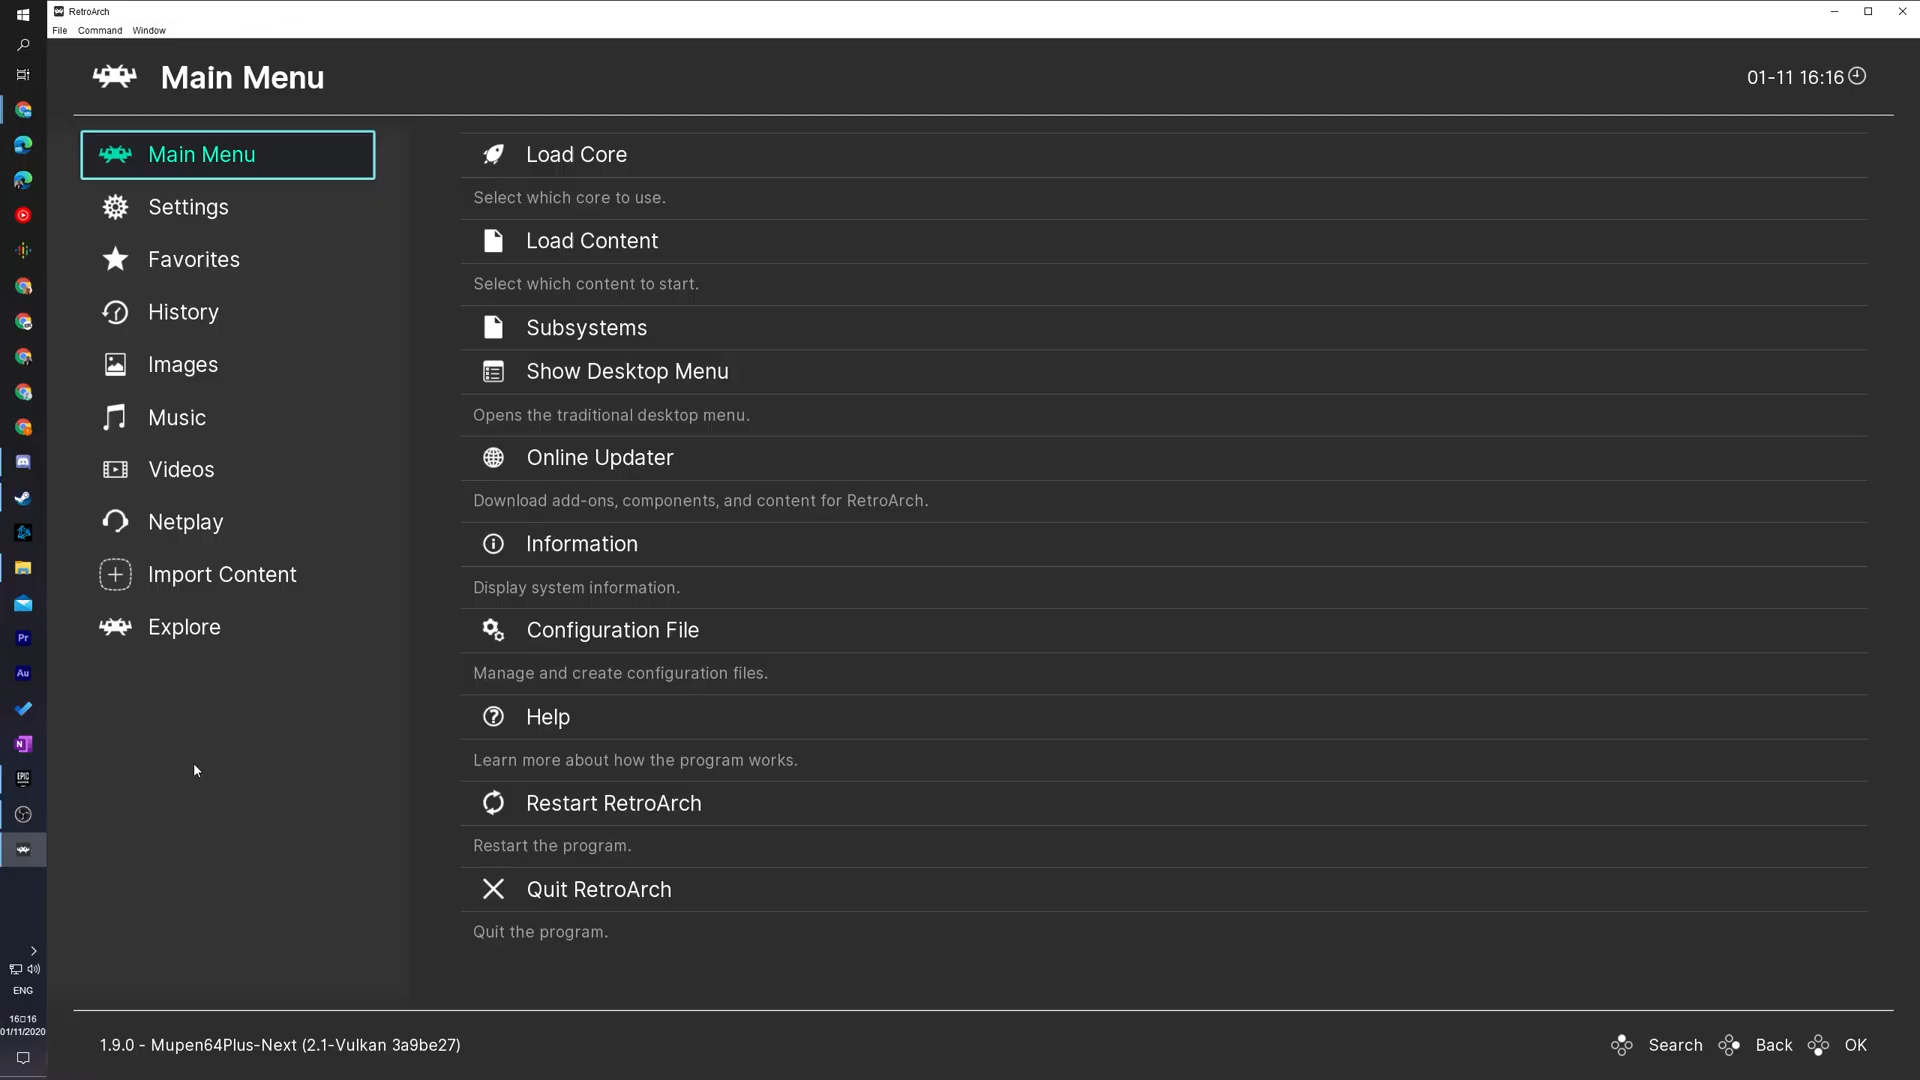 RetroArch
File Command Window
Main Menu
01-11 16:16
Main Menu
Settings
Favorites
History
Images
Music
Videos
Netplay
Import Content
Explore
Load Core
Select which core to use.
Load Content
Select which content to start.
Subsystems
Show Desktop Menu
Opens the traditional desktop menu.
Online Updater
Download add-ons, components, and content for RetroArch.
Information
Display system information.
Configuration File
Manage and create configuration files.
Help
Learn more about how the program works.
Restart RetroArch
Restart the program.
Quit RetroArch
Quit the program.
Pr
Au
N
EPIC
ENG
16□16
01/11/2020
1.9.0 - Mupen64Plus-Next (2.1-Vulkan 3a9be27)
Search Back OK